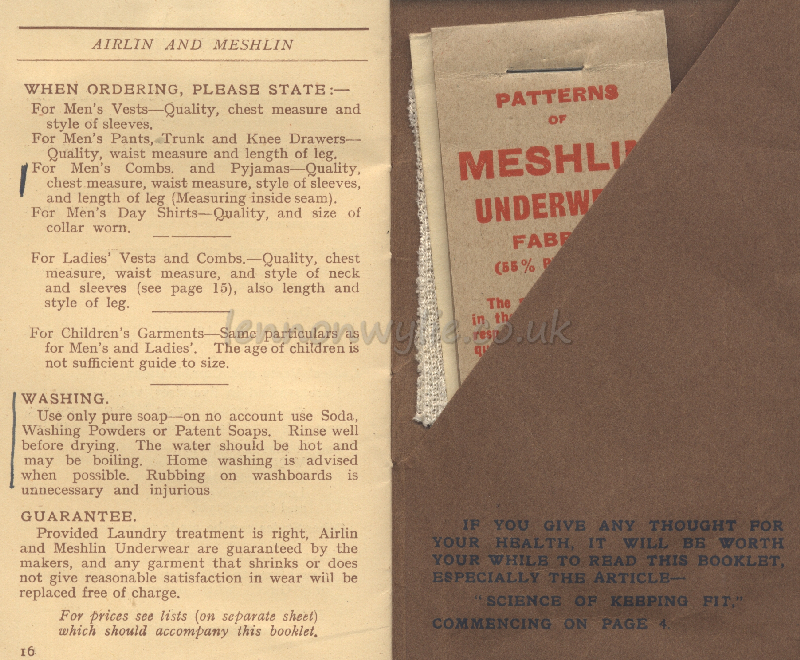 AIRLIN AND MESHLIN
WHEN ORDERING, PLEASE STATE:—
For Men's Vests—Quality, chest measure and
style of sleeves.
For Men's Pants, Trunk and Knee Drawers—
Quality, waist measure and length of leg.
For Men's Combs. and Pyjamas—Quality,
chest measure, waist measure, style of sleeves,
and length of leg (Measuring inside seam).
For Men's Day Shirts—Quality, and size of
collar worn.
For Ladies' Vests and Combs.—Quality, chest
measure, waist measure, and style of neck
and sleeves (see page 15), also length and
style of leg.
For Children's Garments—Same particulars as
for Men's and Ladies'. The age of children is
not sufficient guide to size.
WASHING.
Use only pure soap—on no account use Soda,
Washing Powders or Patent Soaps. Rinse well
before drying. The water should be hot and
may be boiling. Home washing is advised
when possible. Rubbing on washboards is
unnecessary and injurious
GUARANTEE.
Provided Laundry treatment is right, Airlin
and Meshlin Underwear are guaranteed by the
makers, and any garment that shrinks or does
not give reasonable satisfaction in wear will be
replaced free of charge.
For prices see lists (on separate sheet)
which should accompany this booklet.
16
PATTERNS
OF
MESHLI
UNDERW
FABR
(55%
The
in th
resp
qu
IF YOU GIVE ANY THOUGHT FOR
YOUR HEALTH, IT WILL BE WORTH
YOUR WHILE TO READ THIS BOOKLET,
ESPECIALLY THE ARTICLE—
"SCIENCE OF KEEPING FIT,"
COMMENCING ON PAGE 4.
lennonwylie.co.uk